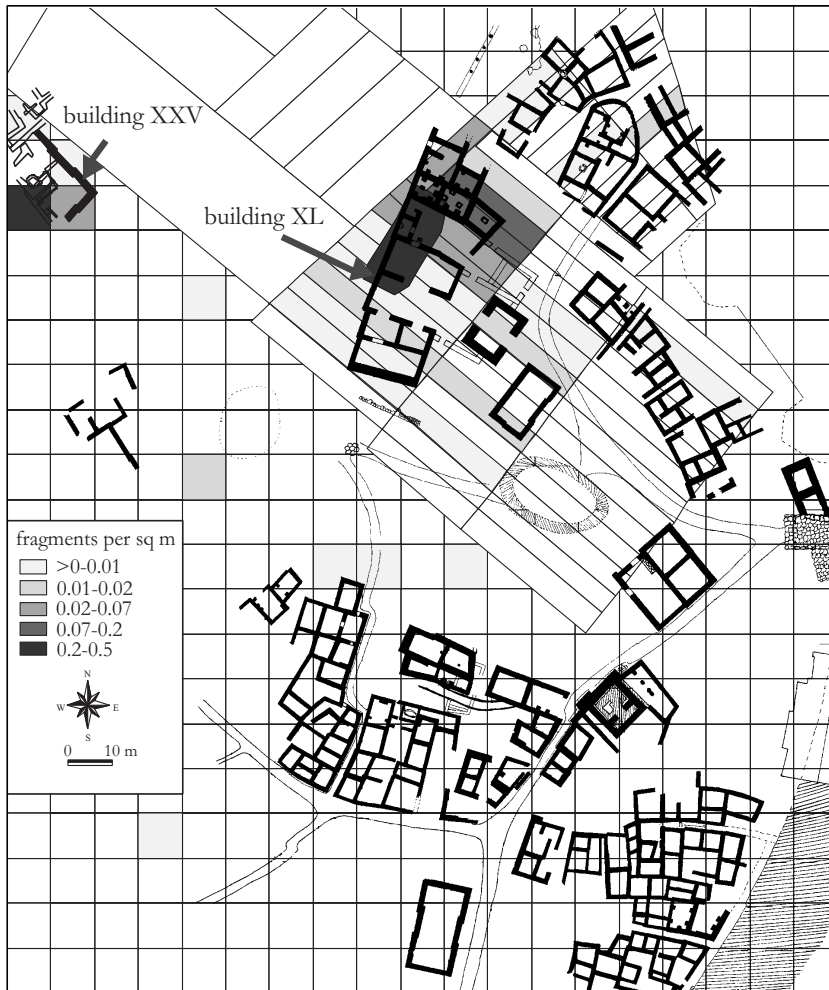 building XXV
building XL
fragments per sq m
>0-0.01
0.01-0.02
0.02-0.07
0.07-0.2
0.2-0.5
N
W E
S
0 10 m